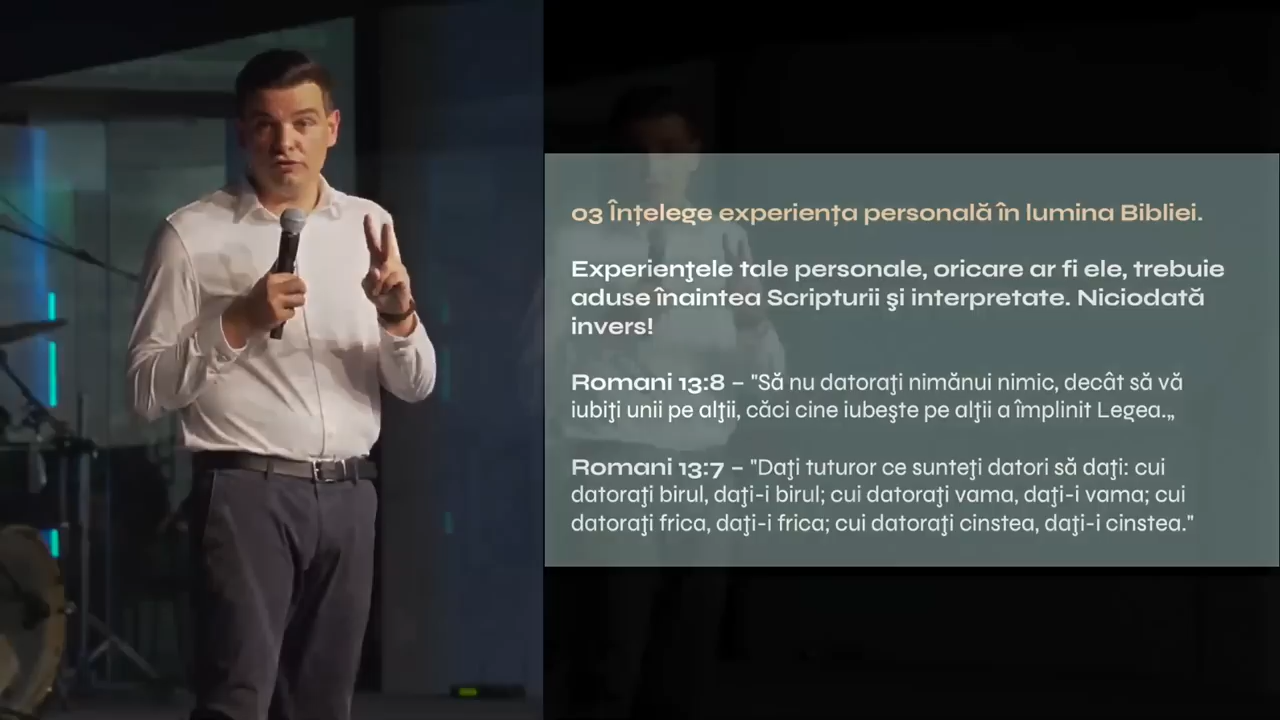 03 Înțelege experiența personală în lumina Bibliei.
Experienţele tale personale, oricare ar fi ele, trebuie
aduse înaintea Scripturii şi interpretate. Niciodată
invers!
Romani 13:8 – "Să nu datoraţi nimănui nimic, decât să vă
iubiţi unii pe alţii, căci cine iubeşte pe alţii a împlinit Legea.„
Romani 13:7 – "Daţi tuturor ce sunteţi datori să daţi: cui
datoraţi birul, daţi-i birul; cui datoraţi vama, daţi-i vama; cui
datoraţi frica, daţi-i frica; cui datoraţi cinstea, daţi-i cinstea."